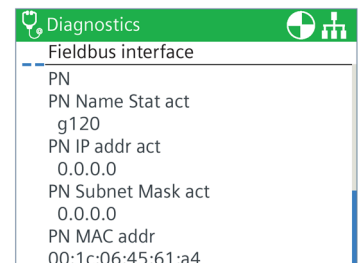 Diagnostics
Fieldbus interface
PN
PN Name Stat act
g120
PN IP addr act
0.0.0.0
PN Subnet Mask act
0.0.0.0
PN MAC addr
00:1c:06:45:61:a4